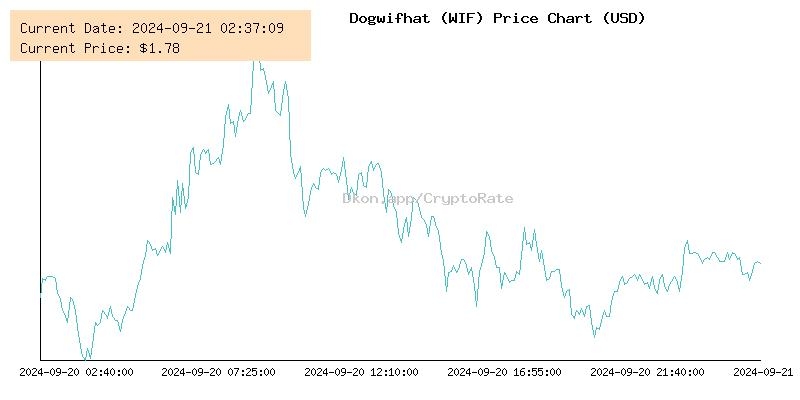 Dogwifhat (WIF) Price Chart (USD)
Current Date: 2024-09-21 02:37:09
Current Price: $1.78
Dkon.app/CryptoRate
2024-09-20 02:40:00 2024-09-20 07:25:00 2024-09-20 12:10:00 2024-09-20 16:55:00 2024-09-20 21:40:00 2024-09-21